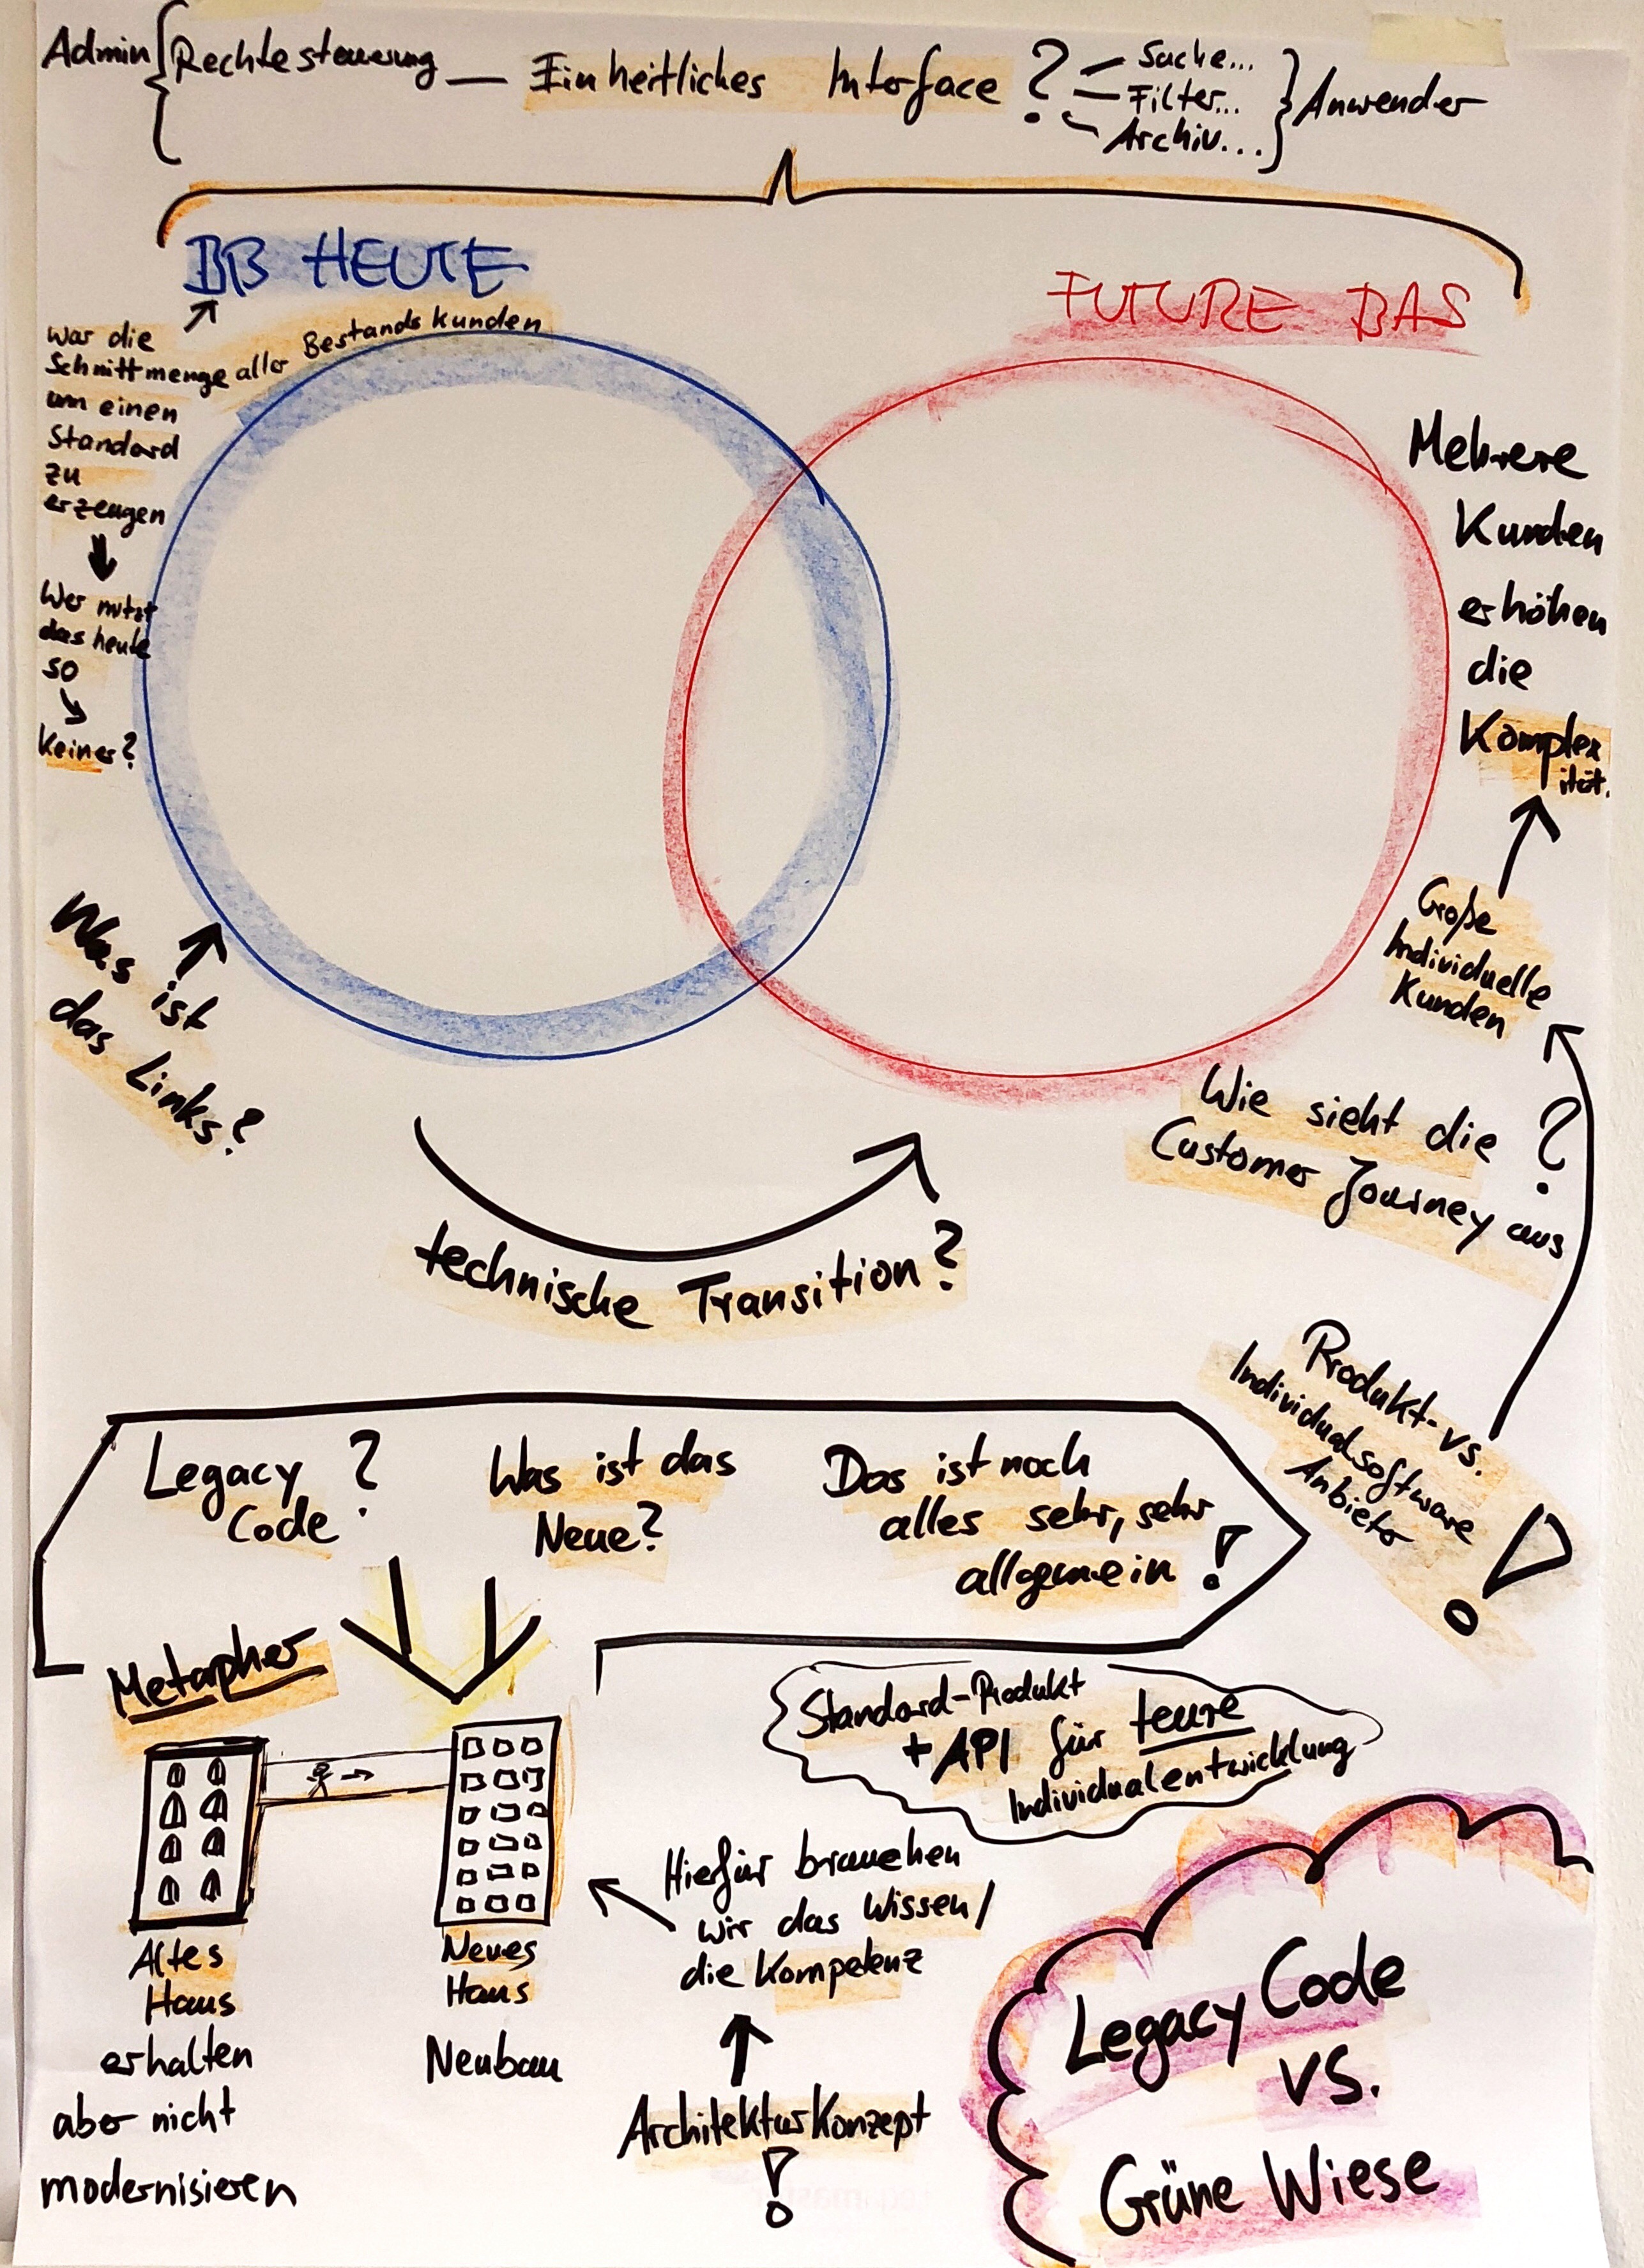 Admin { Rechtesteuerung — Einheitliches Interface ?
Suche...
Filter...
Archiv...
} Anwender
BB HEUTE
FUTURE BAS
War die
Schnittmenge aller Bestandskunden
um einen
Standard
zu
erzeugen
Wer nutzt
das heute
so
Keiner?
Mehrere
Kunden
erhöhen
die
Komplex
ität.
Große
Individuelle
Kunden
Was ist
das Links?
Wie sieht die
Customer Journey aus ?
technische Transition?
Produkt- vs.
Individualsoftware
Anbieter !
Legacy
Code ?
Was ist das
Neue?
Das ist noch
alles sehr, sehr
allgemein !
Metapher
Standard-Produkt
+ API für teure
Individualentwicklung
Altes
Haus
erhalten
aber nicht
modernisieren
Neues
Haus
Neubau
Hierfür brauchen
wir das Wissen/
die Kompetenz
Architekturkonzept
!
Legacy Code
vs.
Grüne Wiese